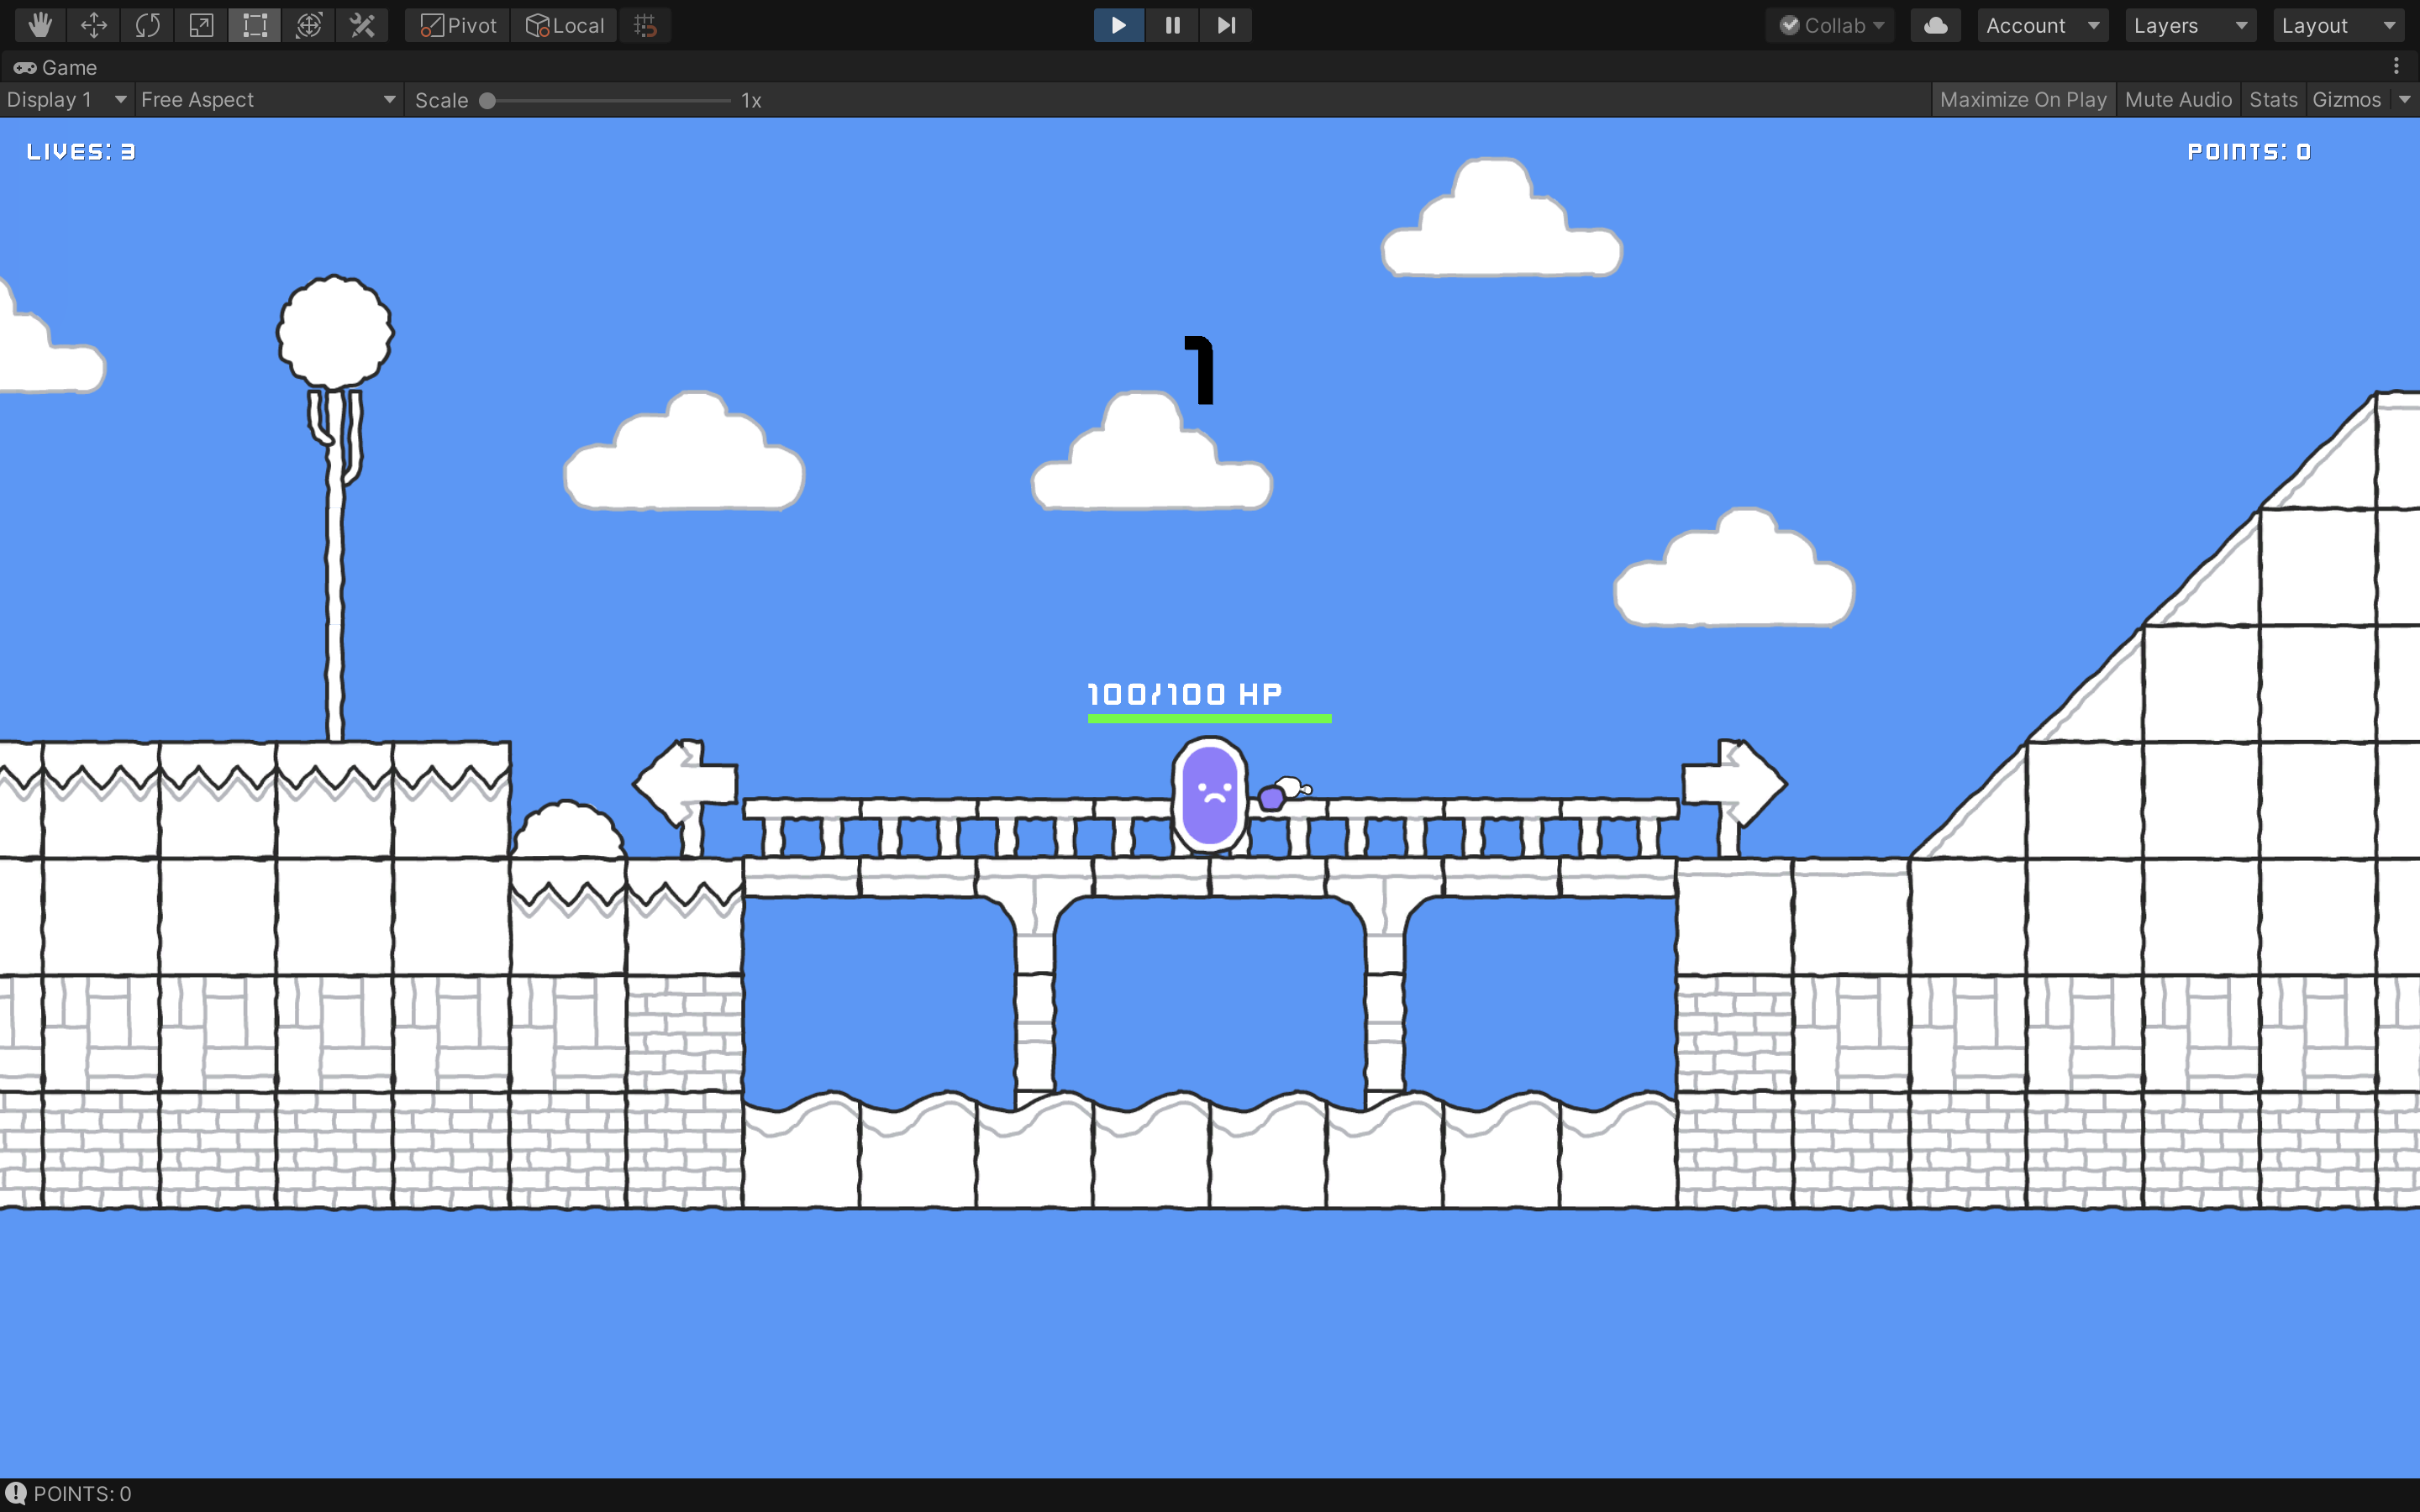 Pivot Local Collab Account Layers Layout
Game
Display 1 Free Aspect Scale 1x Maximize On Play Mute Audio Stats Gizmos
LIVES: 3 POINTS: 0
1
100/100 HP
POINTS: 0